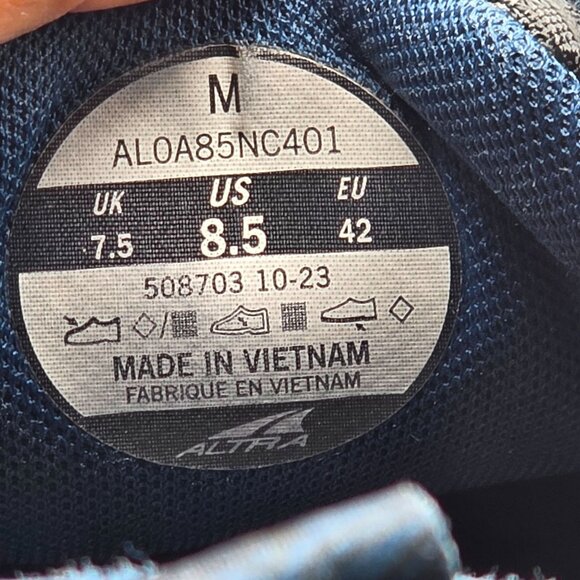 M
AL0A85NC401
UK US EU
7.5 8.5 42
508703 10-23
MADE IN VIETNAM
FABRIQUE EN VIETNAM
ALTRA